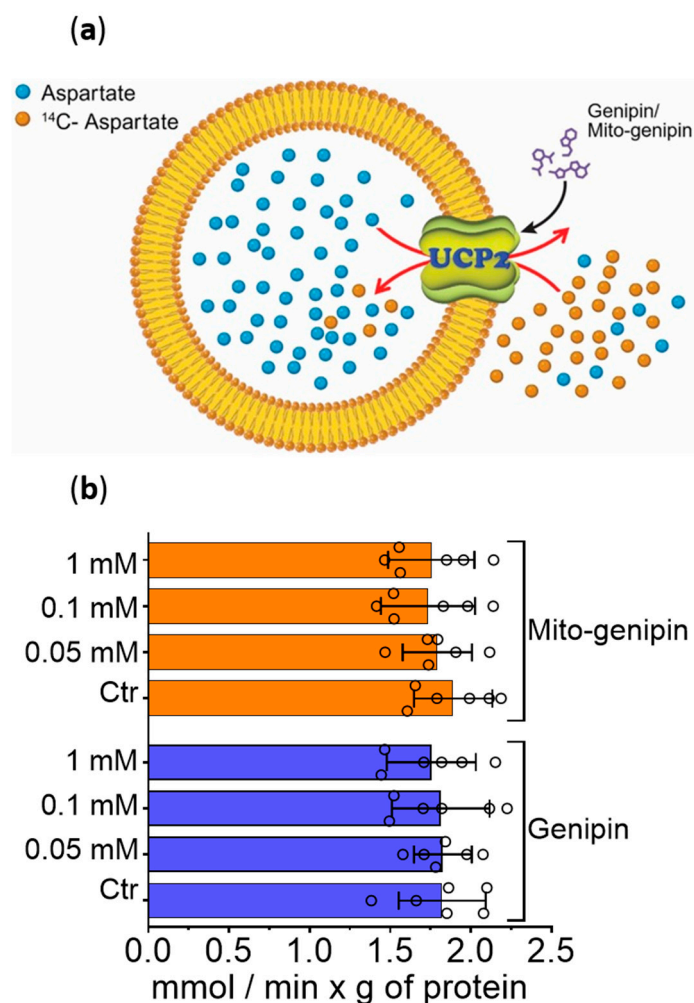 (a)
Aspartate
¹⁴C- Aspartate
Genipin/
Mito-genipin
UCP2
(b)
1 mM
0.1 mM
0.05 mM
Ctr
Mito-genipin
1 mM
0.1 mM
0.05 mM
Ctr
Genipin
0.0 0.5 1.0 1.5 2.0 2.5
mmol / min x g of protein